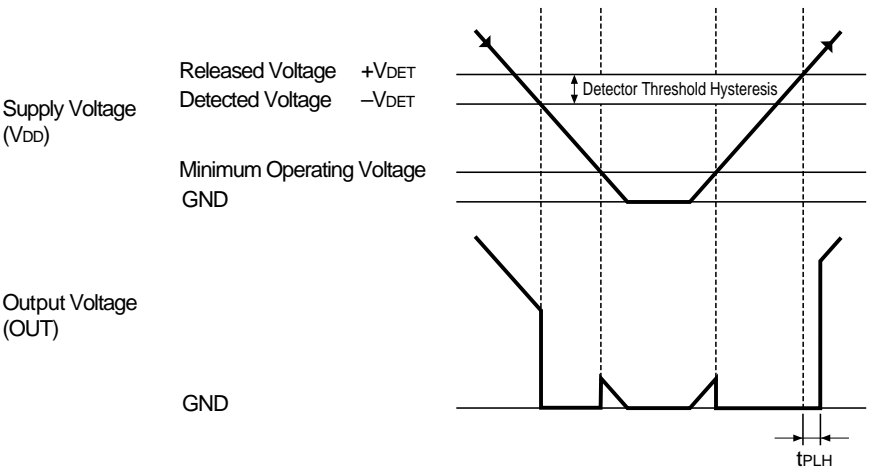 Released Voltage +VDET
Detector Threshold Hysteresis
Supply Voltage
(VDD)
Detected Voltage –VDET
Minimum Operating Voltage
GND
Output Voltage
(OUT)
GND
tPLH